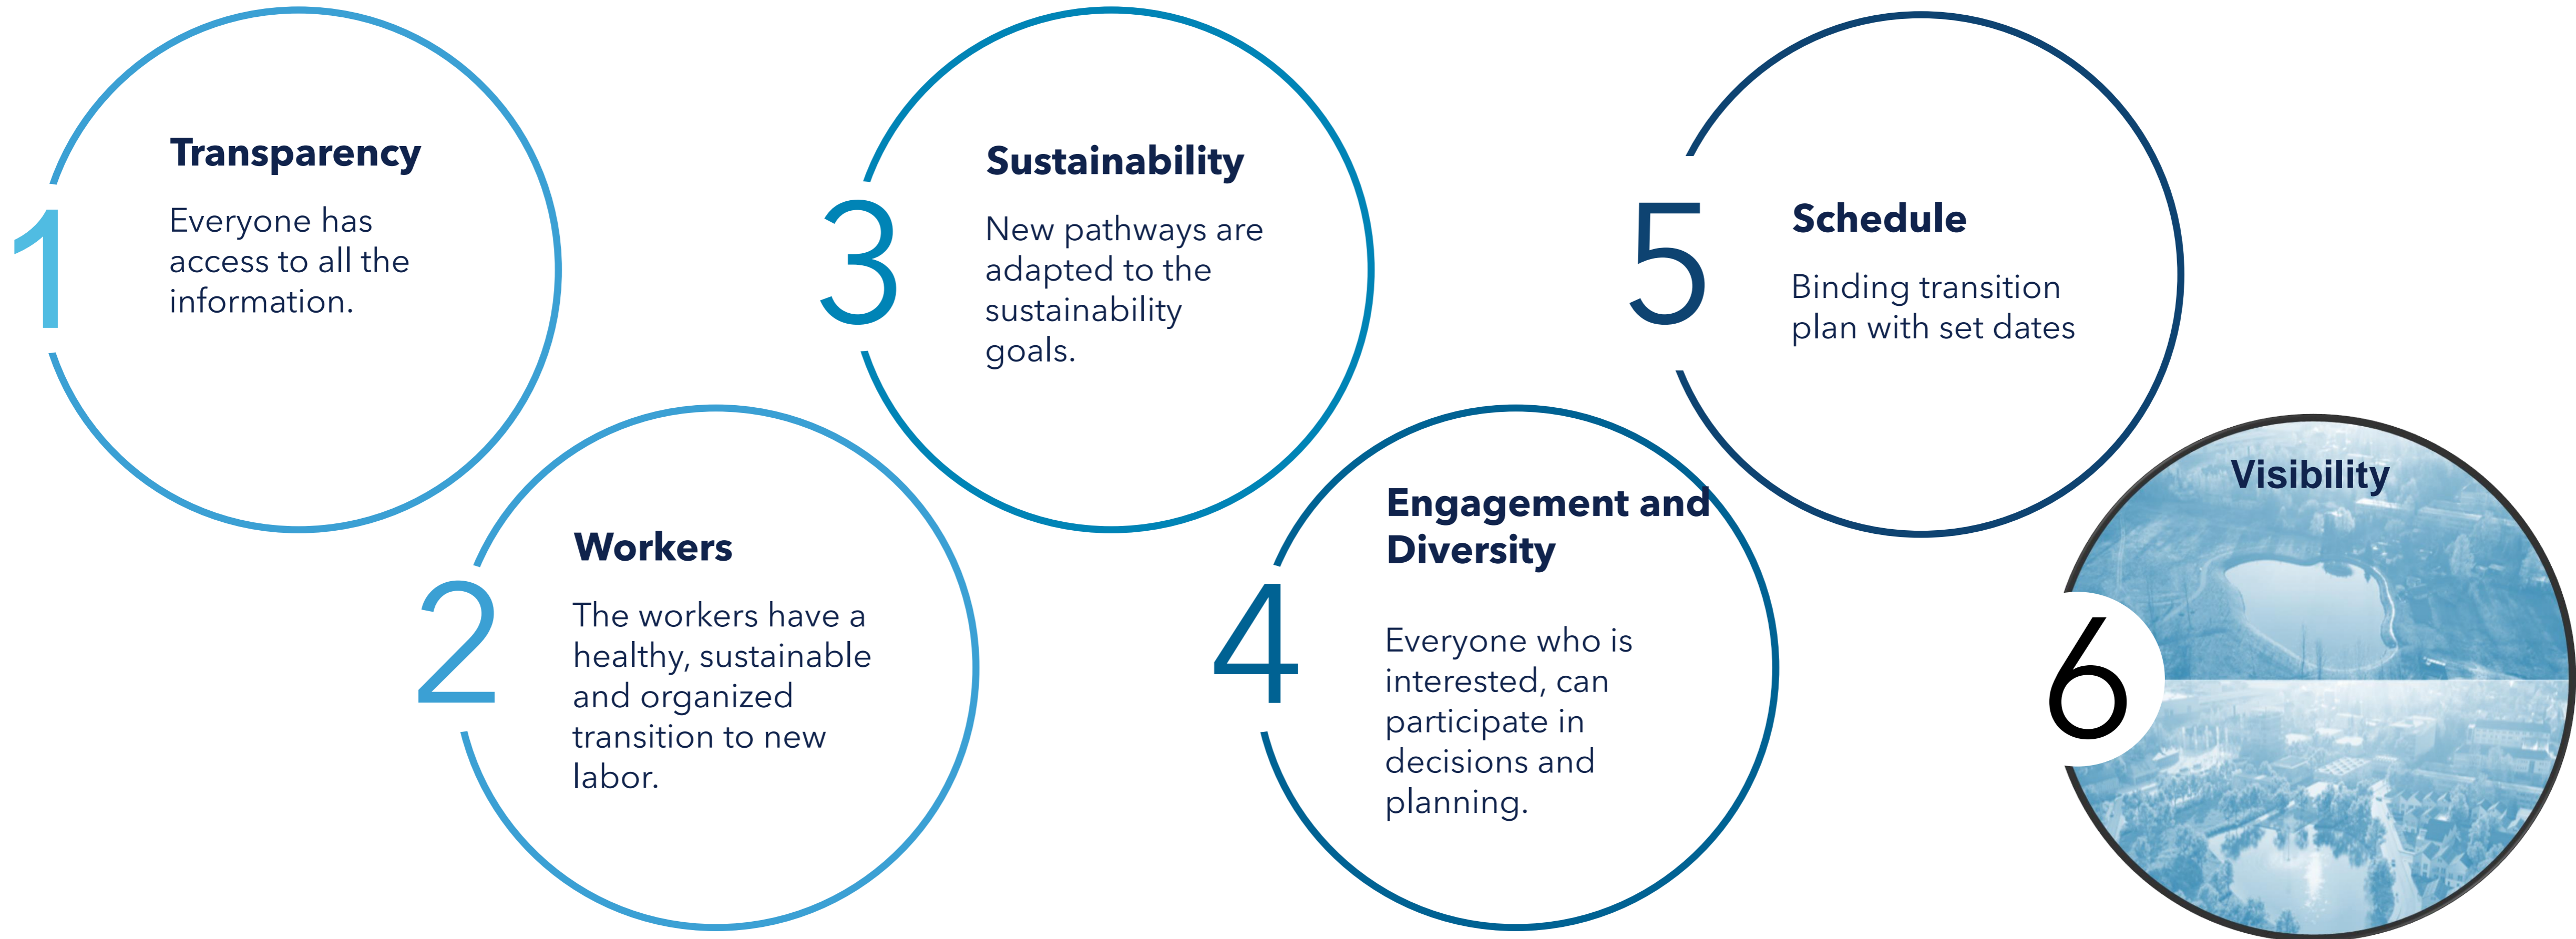 1
Transparency
Everyone has
access to all the
information.
2
Workers
The workers have a
healthy, sustainable
and organized
transition to new
labor.
3
Sustainability
New pathways are
adapted to the
sustainability
goals.
4
Engagement and
Diversity
Everyone who is
interested, can
participate in
decisions and
planning.
5
Schedule
Binding transition
plan with set dates
6
Visibility